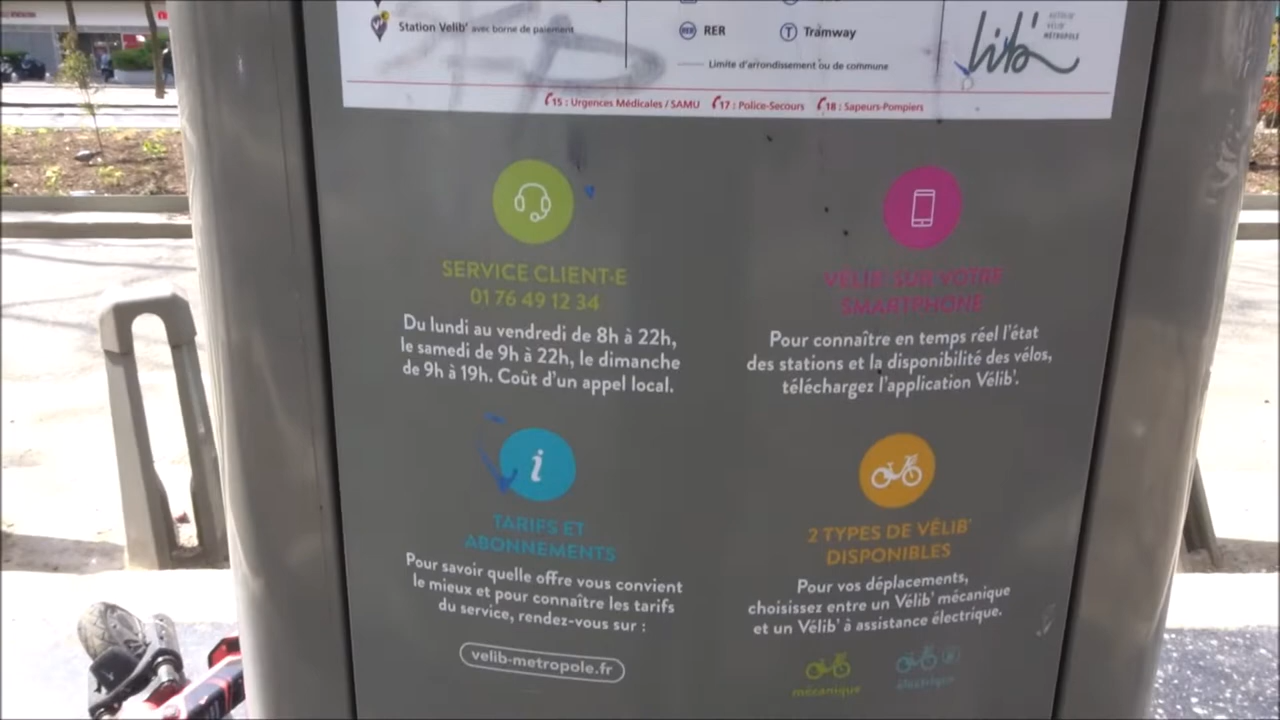 Station Velib' avec borne de paiement
RER
Tramway
Limite d'arrondissement ou de commune
MÉTROPOLE
15 : Urgences Médicales / SAMU 17 : Police-Secours 18 : Sapeurs-Pompiers
SERVICE CLIENT·E
01 76 49 12 34
Du lundi au vendredi de 8h à 22h,
le samedi de 9h à 22h, le dimanche
de 9h à 19h. Coût d'un appel local.
VÉLIB' SUR VOTRE
SMARTPHONE
Pour connaître en temps réel l'état
des stations et la disponibilité des vélos,
téléchargez l'application Vélib'.
i
TARIFS ET
ABONNEMENTS
Pour savoir quelle offre vous convient
le mieux et pour connaître les tarifs
du service, rendez-vous sur :
velib-metropole.fr
2 TYPES DE VÉLIB'
DISPONIBLES
Pour vos déplacements,
choisissez entre un Vélib' mécanique
et un Vélib' à assistance électrique.
mécanique
électrique